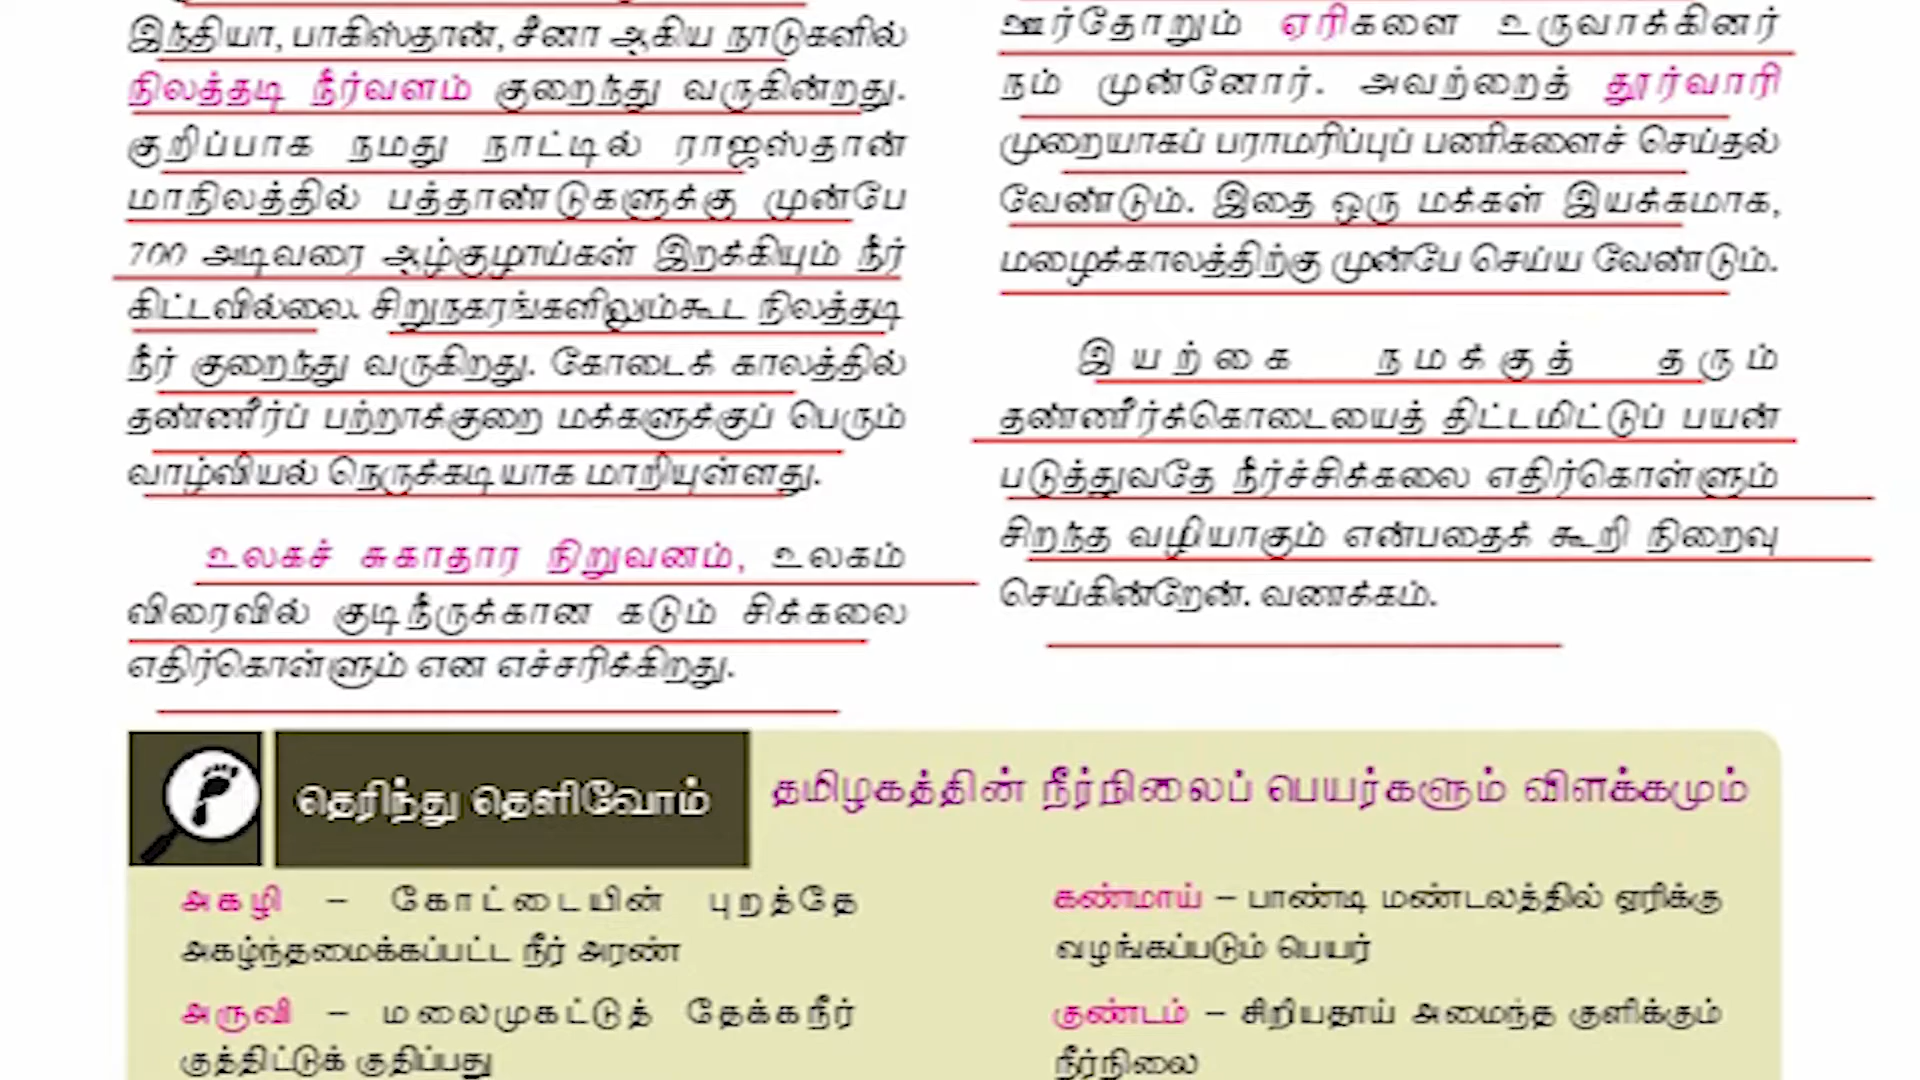 இந்தியா, பாகிஸ்தான், சீனா ஆகிய நாடுகளில்
நிலத்தடி நீர்வளம் குறைந்து வருகின்றது.
குறிப்பாக நமது நாட்டில் ராஜஸ்தான்
மாநிலத்தில் பத்தாண்டுகளுக்கு முன்பே
700 அடிவரை ஆழ்குழாய்கள் இறக்கியும் நீர்
கிட்டவில்லை. சிறுநகரங்களிலும்கூட நிலத்தடி
நீர் குறைந்து வருகிறது. கோடைக் காலத்தில்
தண்ணீர்ப் பற்றாக்குறை மக்களுக்குப் பெரும்
வாழ்வியல் நெருக்கடியாக மாறியுள்ளது.
உலகச் சுகாதார நிறுவனம், உலகம்
விரைவில் குடிநீருக்கான கடும் சிக்கலை
எதிர்கொள்ளும் என எச்சரிக்கிறது.
ஊர்தோறும் ஏரிகளை உருவாக்கினர்
நம் முன்னோர். அவற்றைத் தூர்வாரி
முறையாகப் பராமரிப்புப் பணிகளைச் செய்தல்
வேண்டும். இதை ஒரு மக்கள் இயக்கமாக,
மழைக்காலத்திற்கு முன்பே செய்ய வேண்டும்.
இயற்கை நமக்குத் தரும்
தண்ணீர்க்கொடையைத் திட்டமிட்டுப் பயன்
படுத்துவதே நீர்ச்சிக்கலை எதிர்கொள்ளும்
சிறந்த வழியாகும் என்பதைக் கூறி நிறைவு
செய்கின்றேன். வணக்கம்.
தெரிந்து தெளிவோம்
தமிழகத்தின் நீர்நிலைப் பெயர்களும் விளக்கமும்
அகழி – கோட்டையின் புறத்தே
அகழ்ந்தமைக்கப்பட்ட நீர் அரண்
அருவி – மலைமுகட்டுத் தேக்கநீர்
குத்திட்டுக் குதிப்பது
கண்மாய் – பாண்டி மண்டலத்தில் ஏரிக்கு
வழங்கப்படும் பெயர்
குண்டம் – சிறியதாய் அமைந்த குளிக்கும்
நீர்நிலை